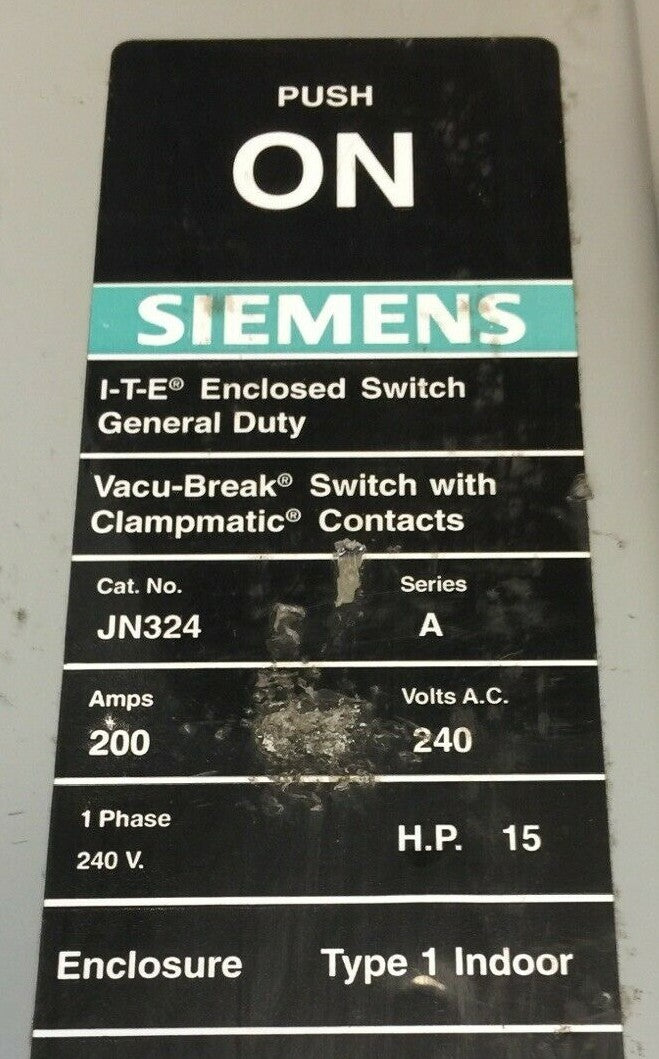 PUSH
ON
SIEMENS
I-T-E® Enclosed Switch
General Duty
Vacu-Break® Switch with
Clampmatic® Contacts
Cat. No. Series
JN324 A
Amps Volts A.C.
200 240
1 Phase
240 V.
H.P. 15
Enclosure Type 1 Indoor